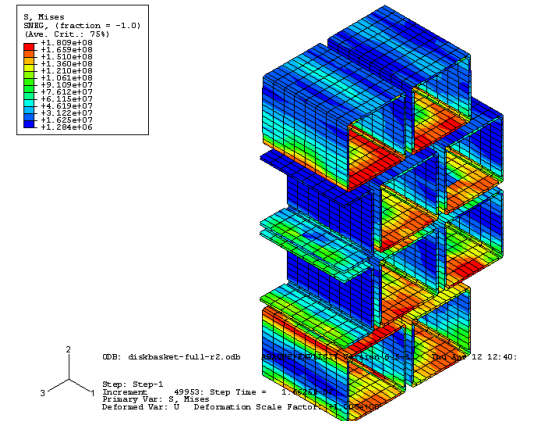 S, Mises
SNEG, (fraction = -1.0)
(Ave. Crit.: 75%)
+1.809e+08
+1.659e+08
+1.510e+08
+1.360e+08
+1.210e+08
+1.061e+08
+9.109e+07
+7.612e+07
+6.115e+07
+4.619e+07
+3.122e+07
+1.625e+07
+1.284e+06
2
3
1
ODB: diskbasket-full-r2.odb 12 12:40:
Step: Step-1
Increment 49953: Step Time =
Primary Var: S, Mises
Deformed Var: U Deformation Scale Factor: